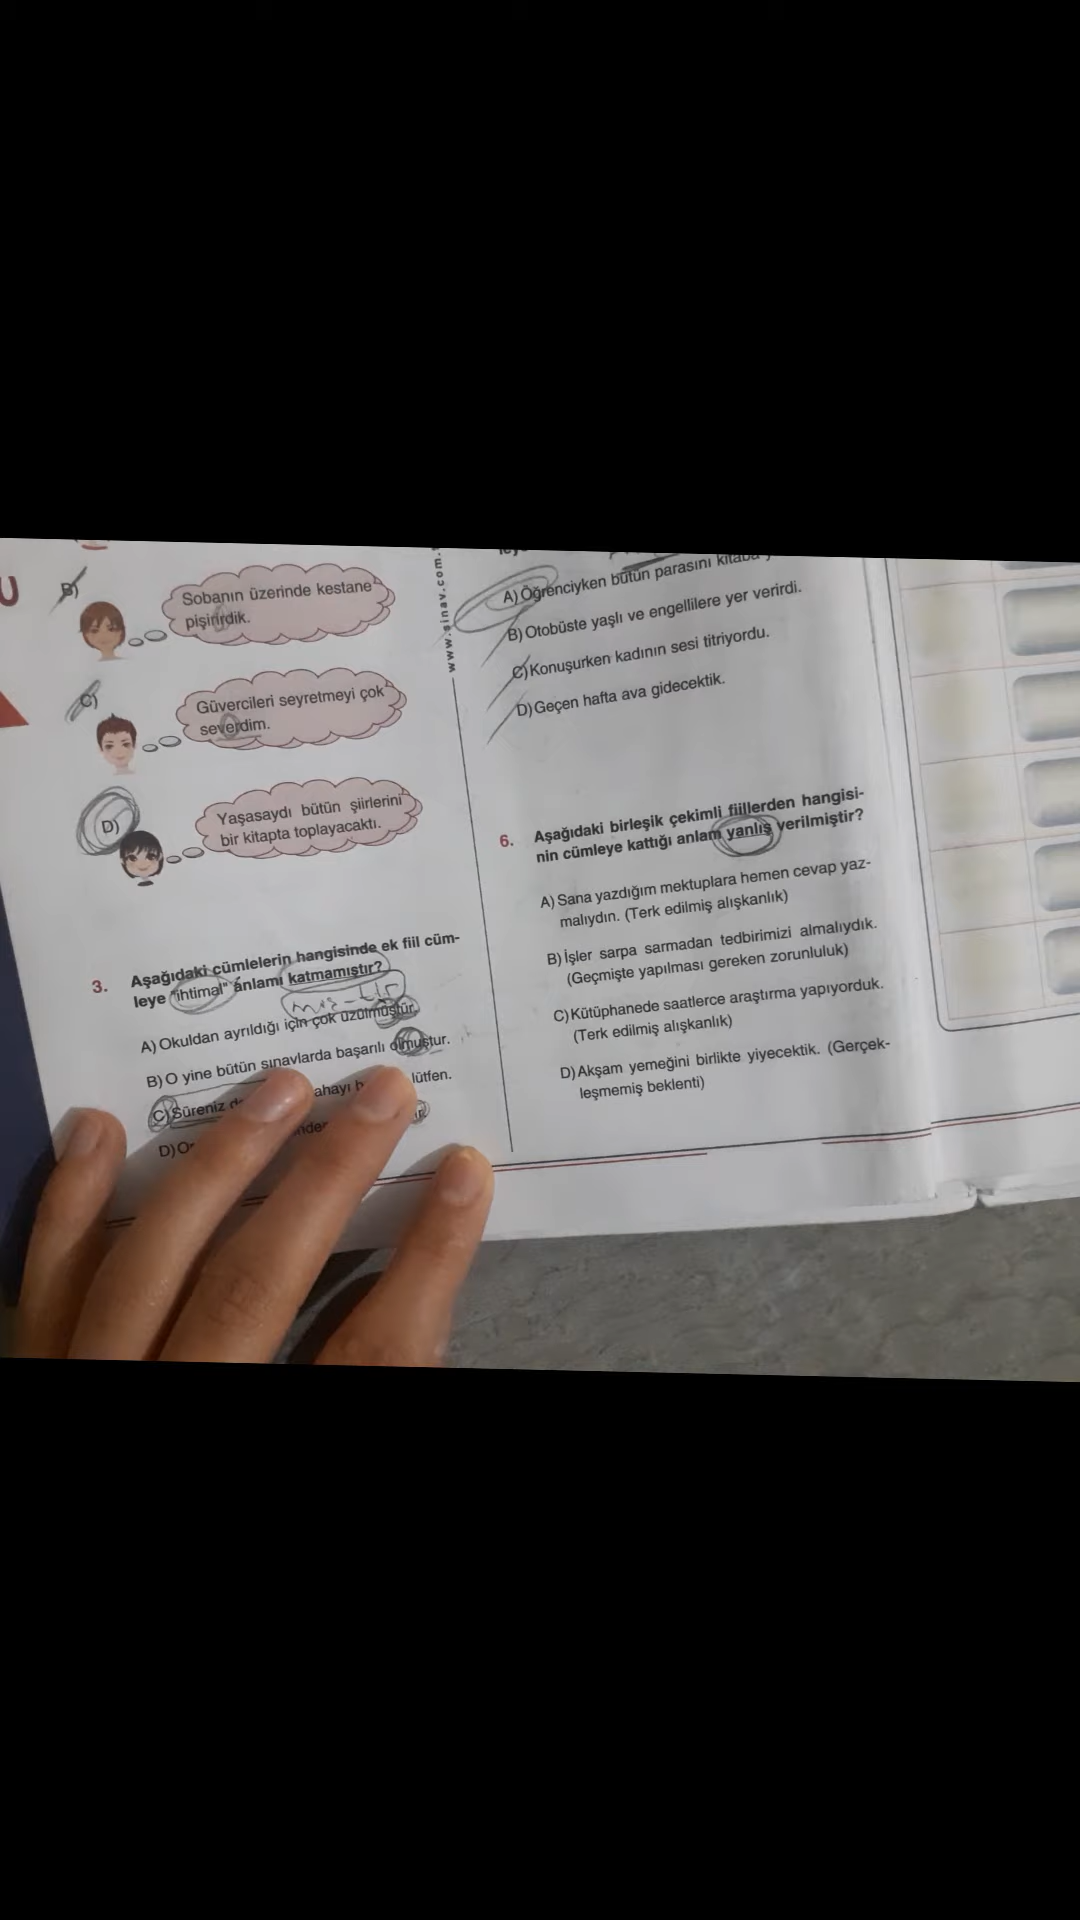 U
B)
Sobanın üzerinde kestane
pişirirdik.
C)
Güvercileri seyretmeyi çok
severdim.
D)
Yaşasaydı bütün şiirlerini
bir kitapta toplayacaktı.
3. Aşağıdaki cümlelerin hangisinde ek fiil cüm-
leye "ihtimal" anlamı katmamıştır?
mış-tır
A) Okuldan ayrıldığı için çok üzülmüştür.
B) O yine bütün sınavlarda başarılı olmuştur.
C) Süreniz lütfen.
D)
www.sinav.com.
A) Öğrenciyken bütün parasını kitaba
B) Otobüste yaşlı ve engellilere yer verirdi.
C) Konuşurken kadının sesi titriyordu.
D) Geçen hafta ava gidecektik.
6. Aşağıdaki birleşik çekimli fiillerden hangisi-
nin cümleye kattığı anlam yanlış verilmiştir?
A) Sana yazdığım mektuplara hemen cevap yaz-
malıydın. (Terk edilmiş alışkanlık)
B) İşler sarpa sarmadan tedbirimizi almalıydık.
(Geçmişte yapılması gereken zorunluluk)
C) Kütüphanede saatlerce araştırma yapıyorduk.
(Terk edilmiş alışkanlık)
D) Akşam yemeğini birlikte yiyecektik. (Gerçek-
leşmemiş beklenti)